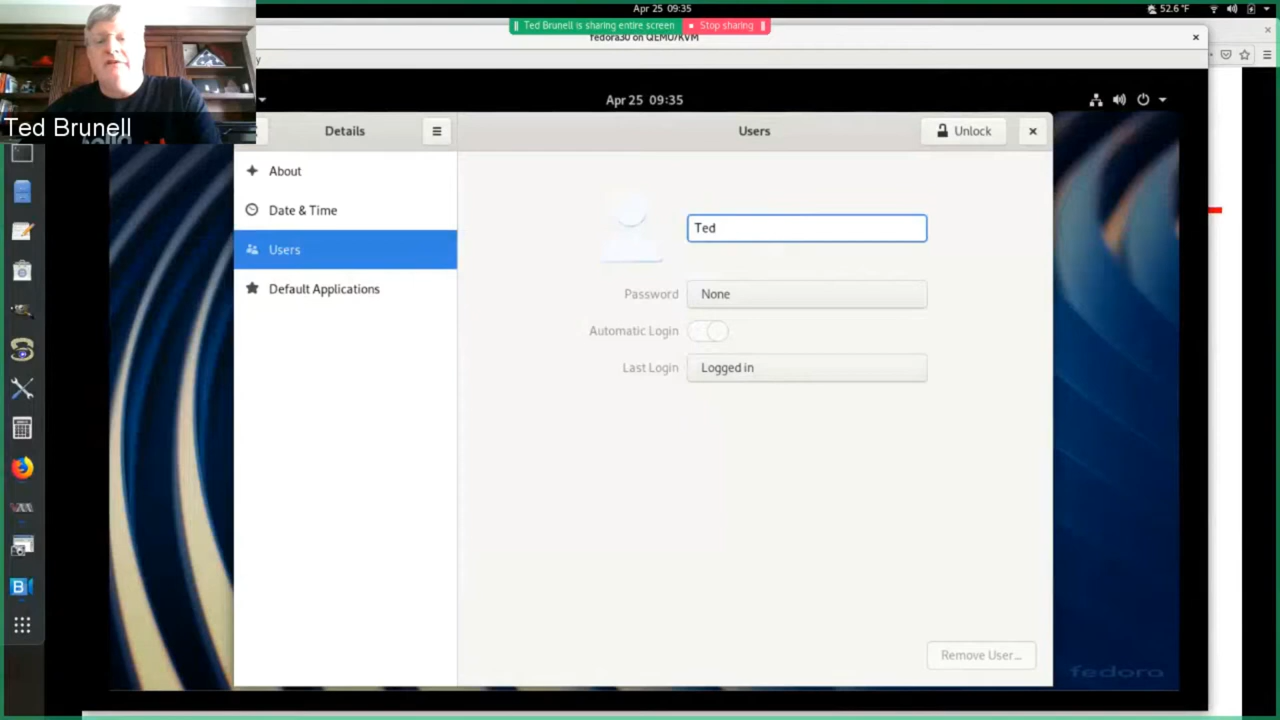 Apr 25 09:35
52.6 °F
Ted Brunell is sharing entire screen
Stop sharing
fedora30 on QEMU/KVM
y
Ted Brunell
Apr 25 09:35
Details
Users
Unlock
About
Date & Time
Users
Default Applications
Ted
Password
None
Automatic Login
Last Login
Logged in
Remove User...
fedora
B